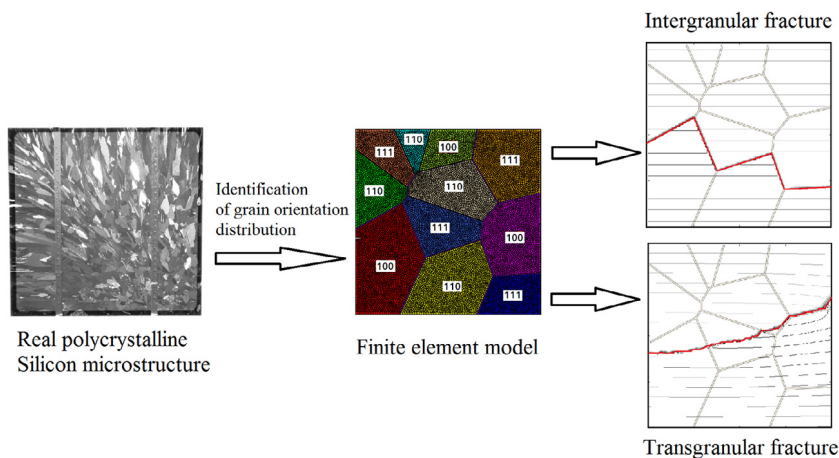 Intergranular fracture
Identification
of grain orientation
distribution
111
110
100
111
110
110
111
100
100
110
111
Real polycrystalline
Silicon microstructure
Finite element model
Transgranular fracture